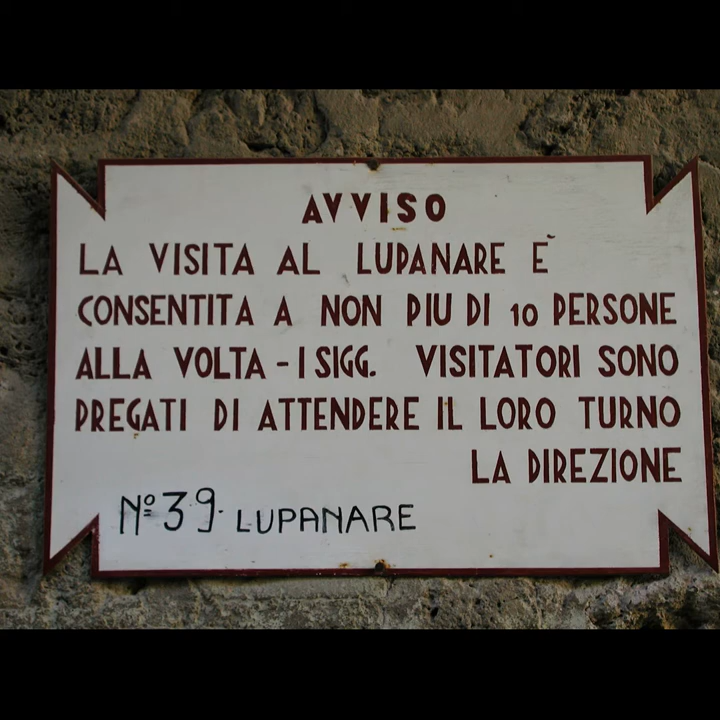 AVVISO
LA VISITA AL LUPANARE È
CONSENTITA A NON PIU DI 10 PERSONE
ALLA VOLTA - I SIGG. VISITATORI SONO
PREGATI DI ATTENDERE IL LORO TURNO
LA DIREZIONE
Nº 39. LUPANARE